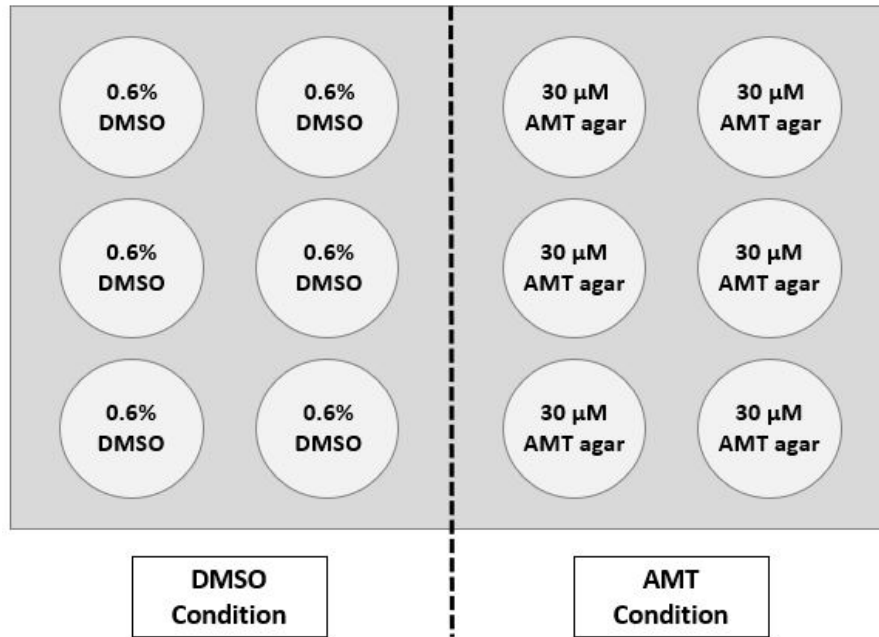 0.6%
DMSO
0.6%
DMSO
30 µM
AMT agar
30 µM
AMT agar
0.6%
DMSO
0.6%
DMSO
30 µM
AMT agar
30 µM
AMT agar
0.6%
DMSO
0.6%
DMSO
30 µM
AMT agar
30 µM
AMT agar
DMSO
Condition
AMT
Condition